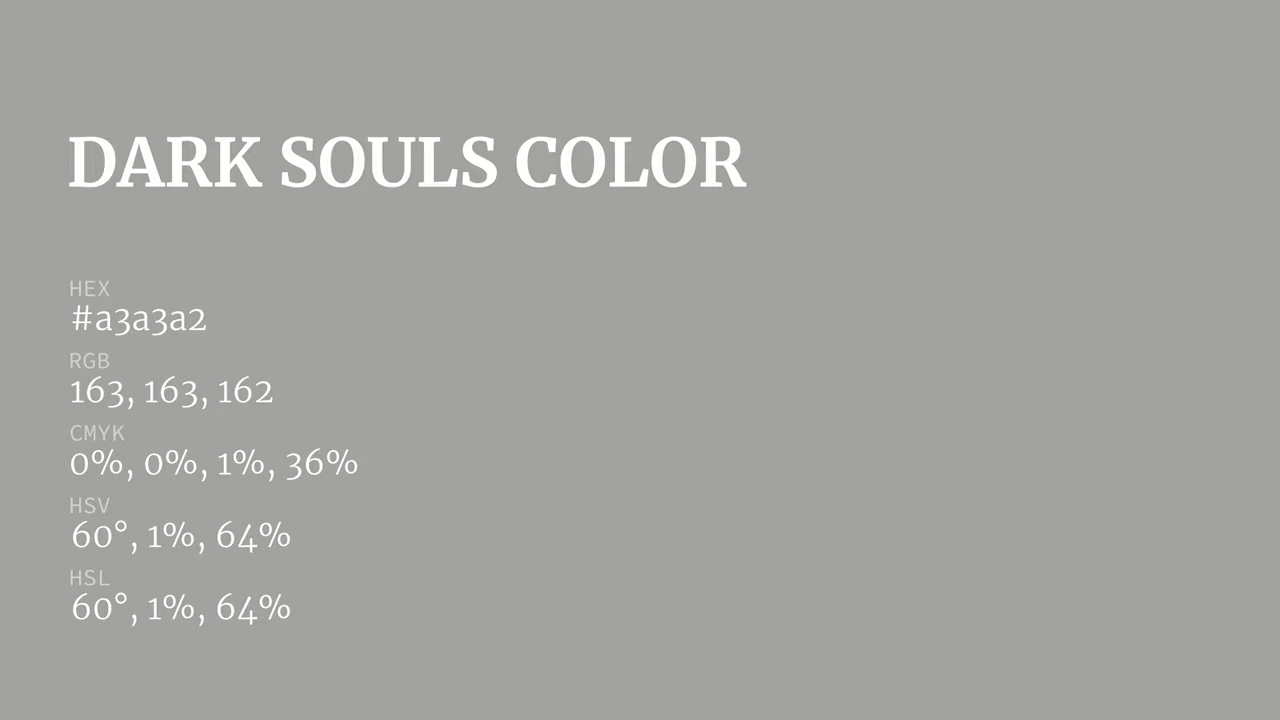 DARK SOULS COLOR
HEX
#a3a3a2
RGB
163, 163, 162
CMYK
0%, 0%, 1%, 36%
HSV
60°, 1%, 64%
HSL
60°, 1%, 64%